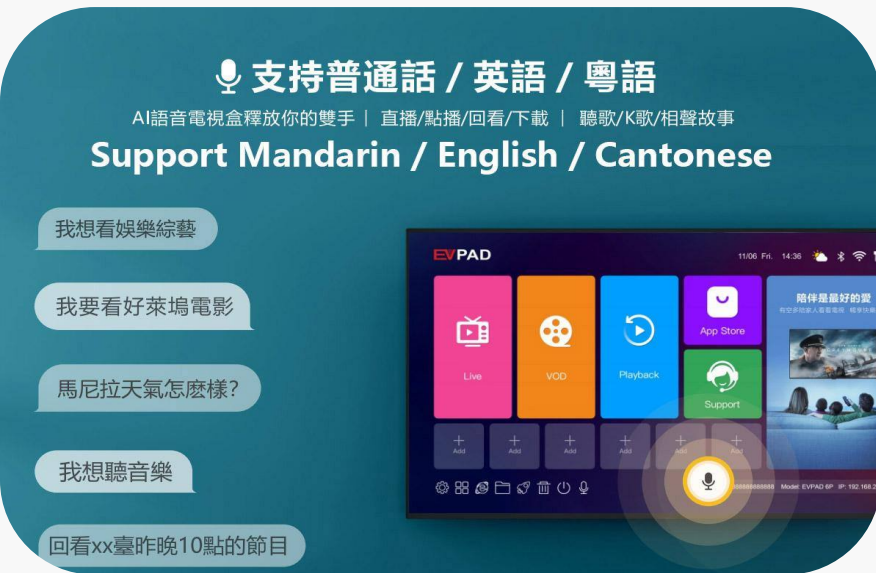 支持普通話 / 英語 / 粵語
AI語音電視盒釋放你的雙手 | 直播/點播/回看/下載 | 聽歌/K歌/相聲故事
Support Mandarin / English / Cantonese
我想看娛樂綜藝
我要看好萊塢電影
馬尼拉天氣怎麽樣?
我想聽音樂
回看xx臺昨晚10點的節目
EVPAD
11/06 Fri. 14:36
Live
VOD
Playback
App Store
Support
陪伴是最好的愛
Add
Add
Add
Add
Add
Add
Model: EVPAD 6P IP: 192.168.2